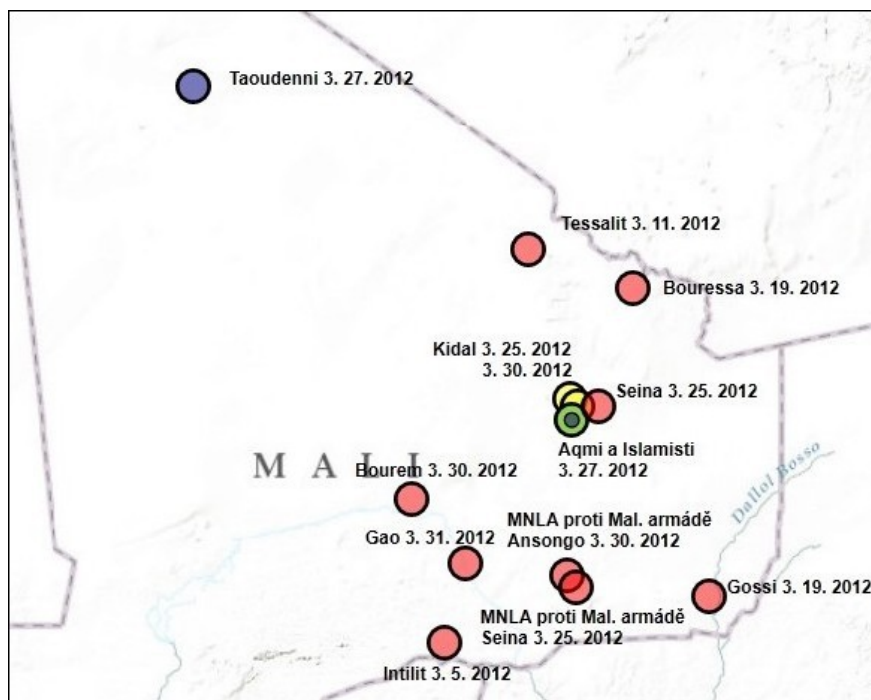 Taoudenni 3. 27. 2012
Tessalit 3. 11. 2012
Bouressa 3. 19. 2012
Kidal 3. 25. 2012
3. 30. 2012
Seina 3. 25. 2012
Aqmi a Islamisti
3. 27. 2012
MALI
Bourem 3. 30. 2012
Dallol Bosso
MNLA proti Mal. armádě
Ansongo 3. 30. 2012
Gao 3. 31. 2012
Gossi 3. 19. 2012
MNLA proti Mal. armádě
Seina 3. 25. 2012
Intilit 3. 5. 2012